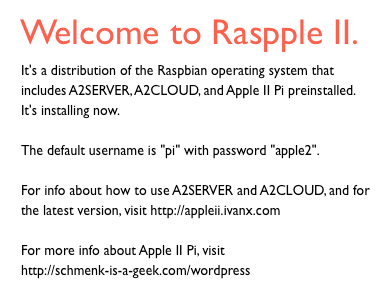 Welcome to Raspple II.
It's a distribution of the Raspbian operating system that
includes A2SERVER, A2CLOUD, and Apple II Pi preinstalled.
It's installing now.
The default username is "pi" with password "apple2".
For info about how to use A2SERVER and A2CLOUD, and for
the latest version, visit http://appleii.ivanx.com
For more info about Apple II Pi, visit
http://schmenk-is-a-geek.com/wordpress